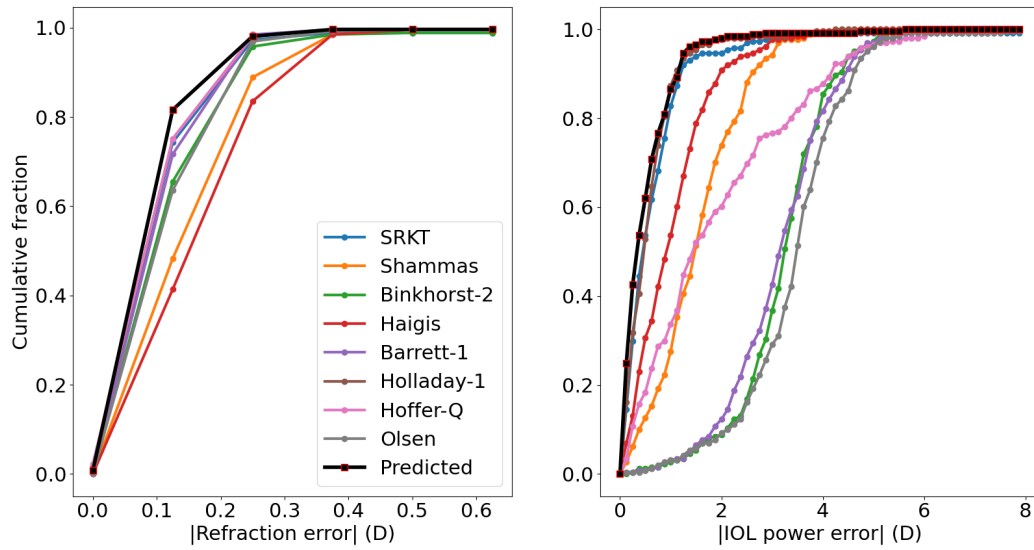 1.0
0.8
0.6
0.4
0.2
0.0
Cumulative fraction
0.0 0.1 0.2 0.3 0.4 0.5 0.6
|Refraction error| (D)
SRKT
Shammas
Binkhorst-2
Haigis
Barrett-1
Holladay-1
Hoffer-Q
Olsen
Predicted
1.0
0.8
0.6
0.4
0.2
0.0
0 2 4 6 8
|IOL power error| (D)